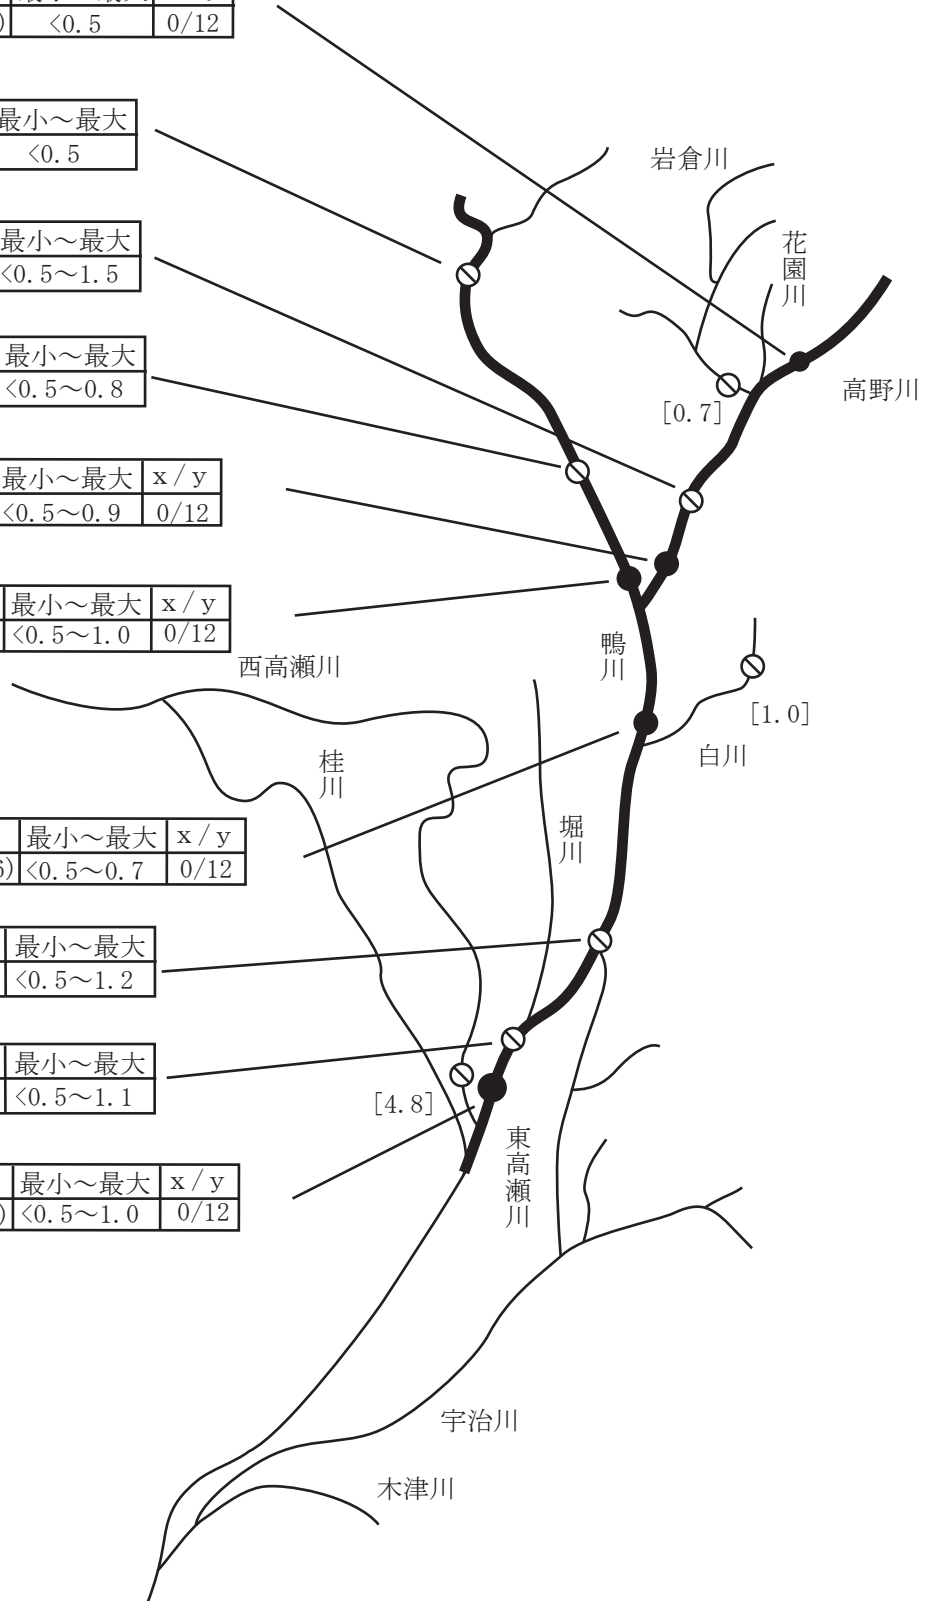 <0.5 0/12
最小～最大
<0.5
最小～最大
<0.5～1.5
最小～最大
<0.5～0.8
最小～最大 x/y
<0.5～0.9 0/12
最小～最大 x/y
<0.5～1.0 0/12
岩倉川
花園川
高野川
[0.7]
鴨川
西高瀬川
[1.0]
白川
桂川
堀川
最小～最大 x/y
6) <0.5～0.7 0/12
最小～最大
<0.5～1.2
最小～最大
<0.5～1.1
[4.8]
東高瀬川
最小～最大 x/y
) <0.5～1.0 0/12
宇治川
木津川